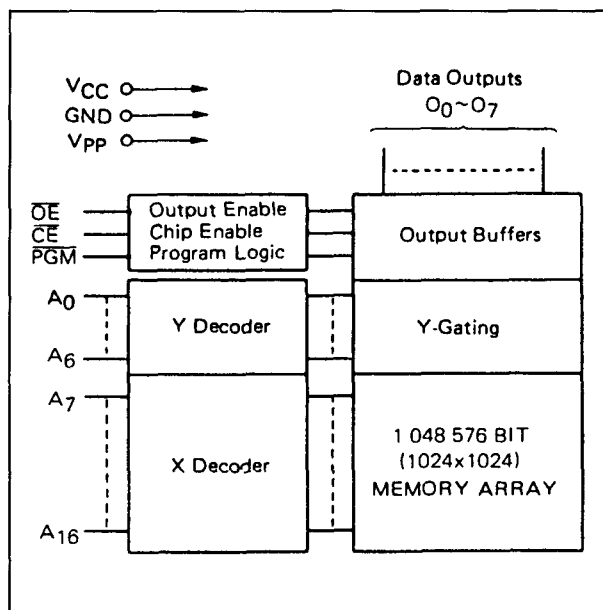 VCC
GND
VPP
Data Outputs
O0~O7
OE
CE
PGM
Output Enable
Chip Enable
Program Logic
Output Buffers
A0
A6
Y Decoder
Y-Gating
A7
A16
X Decoder
1 048 576 BIT
(1024x1024)
MEMORY ARRAY